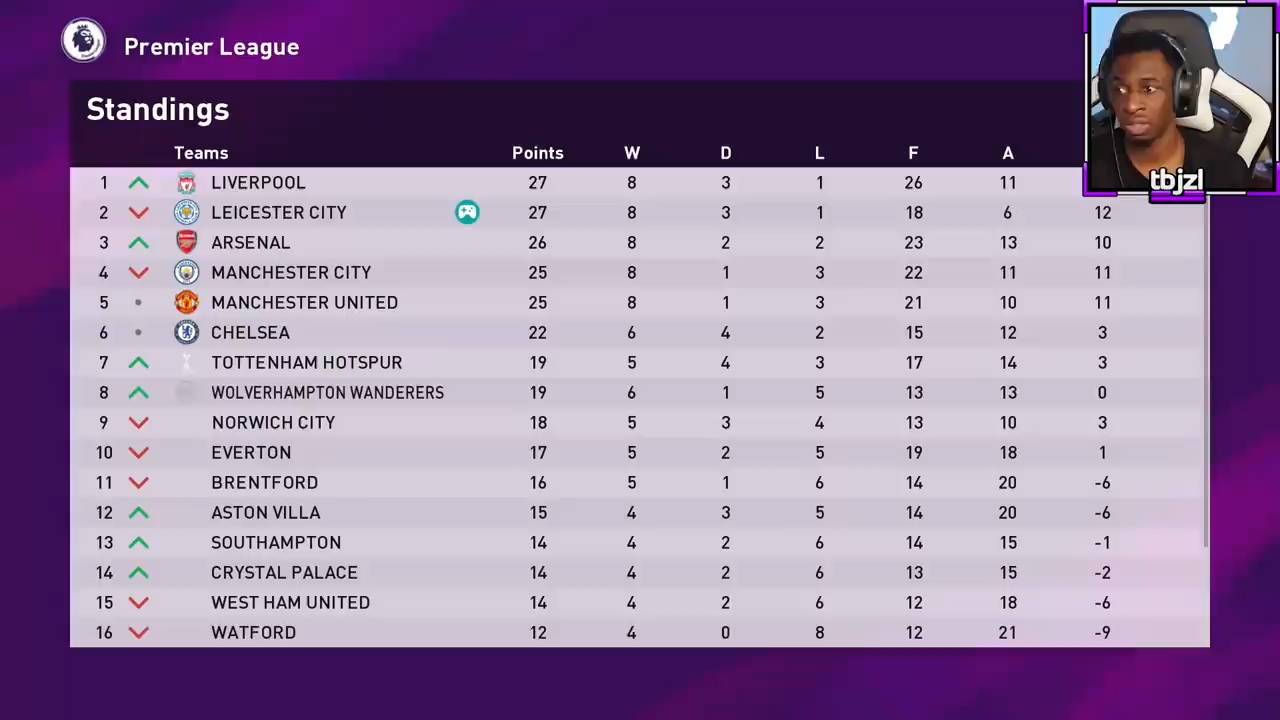 Premier League
Standings
Teams Points W D L F A
1 LIVERPOOL 27 8 3 1 26 11
2 LEICESTER CITY 27 8 3 1 18 6 12
3 ARSENAL 26 8 2 2 23 13 10
4 MANCHESTER CITY 25 8 1 3 22 11 11
5 MANCHESTER UNITED 25 8 1 3 21 10 11
6 CHELSEA 22 6 4 2 15 12 3
7 TOTTENHAM HOTSPUR 19 5 4 3 17 14 3
8 WOLVERHAMPTON WANDERERS 19 6 1 5 13 13 0
9 NORWICH CITY 18 5 3 4 13 10 3
10 EVERTON 17 5 2 5 19 18 1
11 BRENTFORD 16 5 1 6 14 20 -6
12 ASTON VILLA 15 4 3 5 14 20 -6
13 SOUTHAMPTON 14 4 2 6 14 15 -1
14 CRYSTAL PALACE 14 4 2 6 13 15 -2
15 WEST HAM UNITED 14 4 2 6 12 18 -6
16 WATFORD 12 4 0 8 12 21 -9
tbjzl